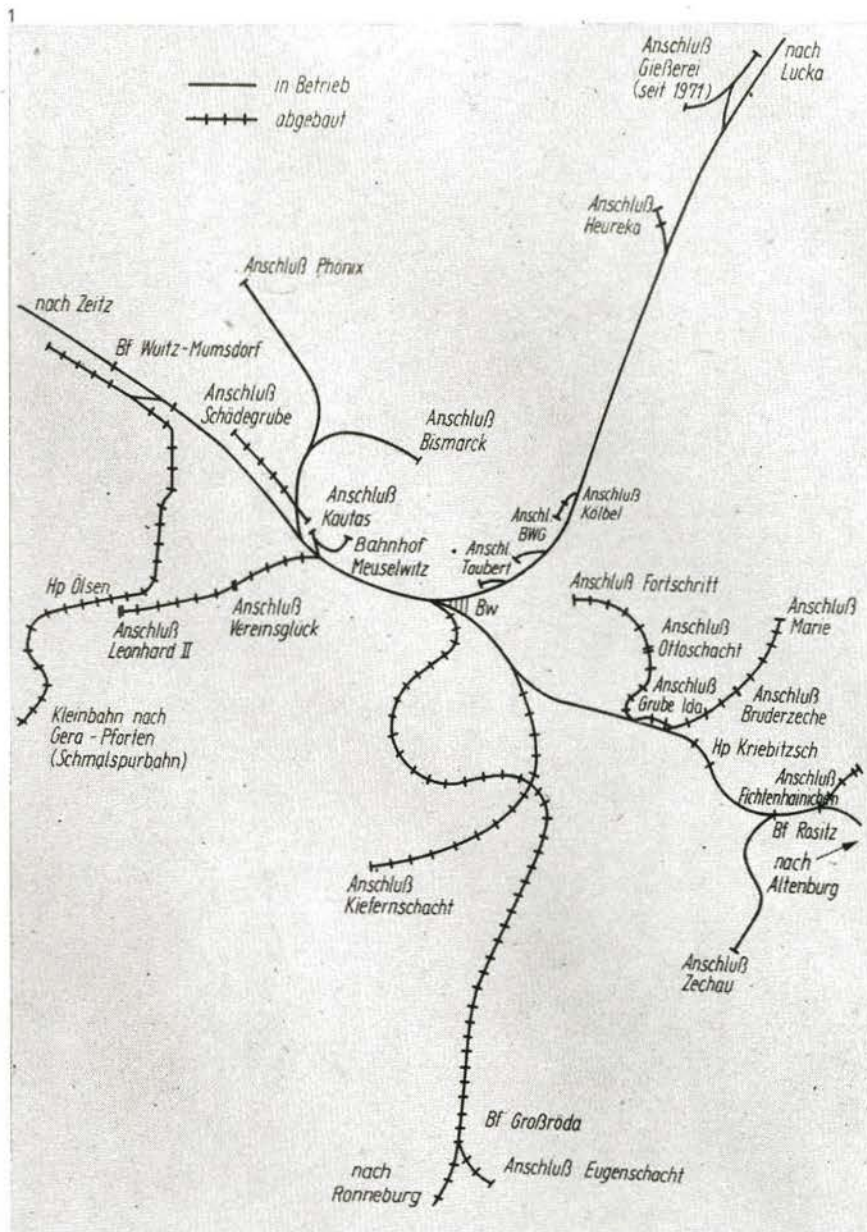 1
in Betrieb
abgebaut
Anschluß
Gießerei
(seit 1971)
nach
Lucka
Anschluß
Heureka
Anschluß Phönix
nach Zeitz
Bf Wuitz-Mumsdorf
Anschluß
Schädegrube
Anschluß
Bismarck
Anschluß
Kautas
Bahnhof
Meuselwitz
Anschl.
BWG
Anschluß
Kölbel
Anschl.
Taubert
Bw
Hp Ölsen
Anschluß
Leonhard II
Anschluß
Vereinsglück
Kleinbahn nach
Gera - Pforten
(Schmalspurbahn)
Anschluß Fortschritt
Anschluß
Ottoschacht
Anschluß
Marie
Anschluß
Grube Ida
Anschluß
Bruderzeche
Hp Kriebitzsch
Anschluß
Fichtenhainichen
Bf Rositz
nach
Altenburg
Anschluß
Kiefernschacht
Anschluß
Zechau
Bf Großröda
nach
Ronneburg
Anschluß Eugenschacht